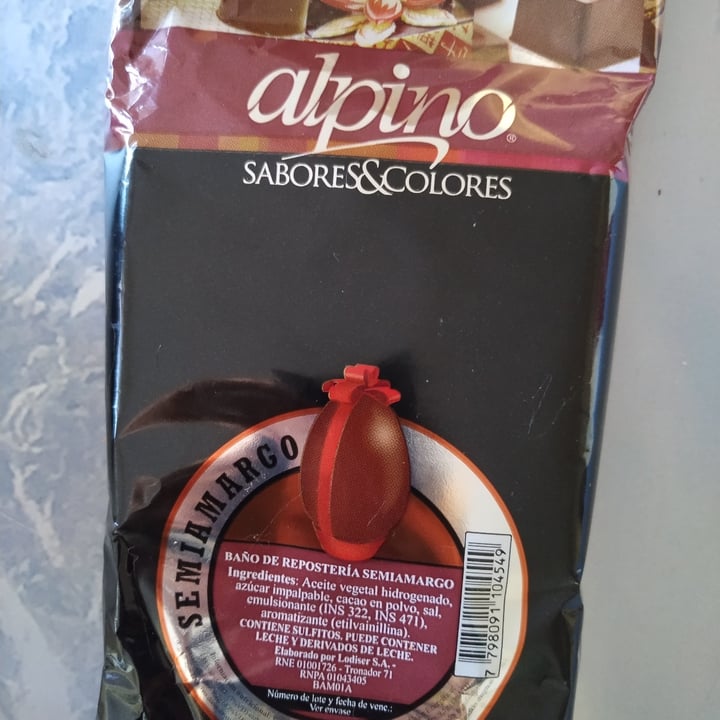 alpino®
SABORES&COLORES
SEMIAMARGO
BAÑO DE REPOSTERÍA SEMIAMARGO
Ingredientes: Aceite vegetal hidrogenado,
azúcar impalpable, cacao en polvo, sal,
emulsionante (INS 322, INS 471),
aromatizante (etilvainillina).
CONTIENE SULFITOS. PUEDE CONTENER
LECHE Y DERIVADOS DE LECHE.
Elaborado por Lodiser S.A. -
RNE 01001726 - Tronador 71
RNPA 01043405
BAM01A
Número de lote y fecha de venc.:
Ver envase
7 798091 104549